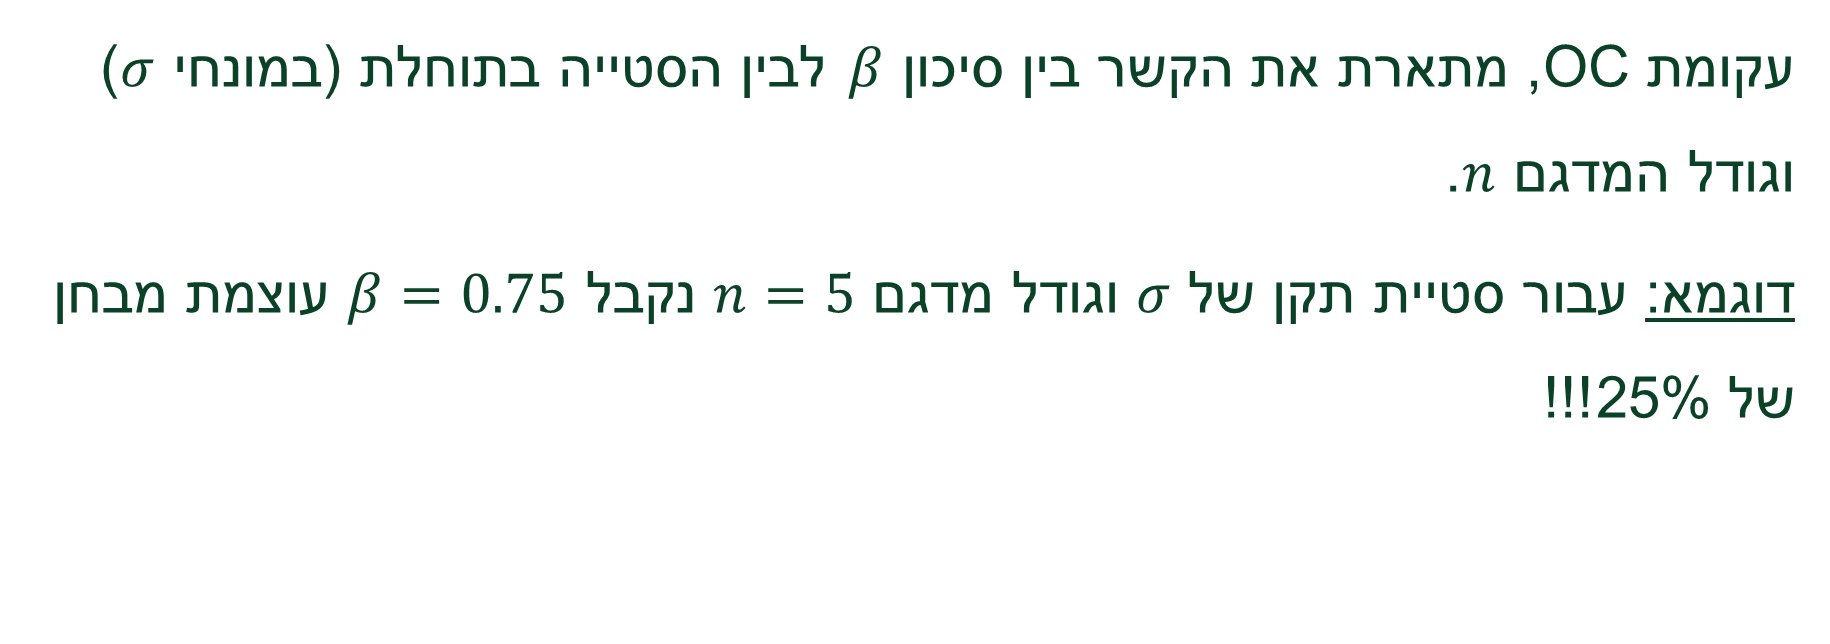 עקומת OC, מתארת את הקשר בין סיכון β לבין הסטייה בתוחלת (במונחי σ)
וגודל המדגם n.
דוגמא: עבור סטיית תקן של σ וגודל מדגם n = 5 נקבל β = 0.75 עוצמת מבחן
של 25%!!!